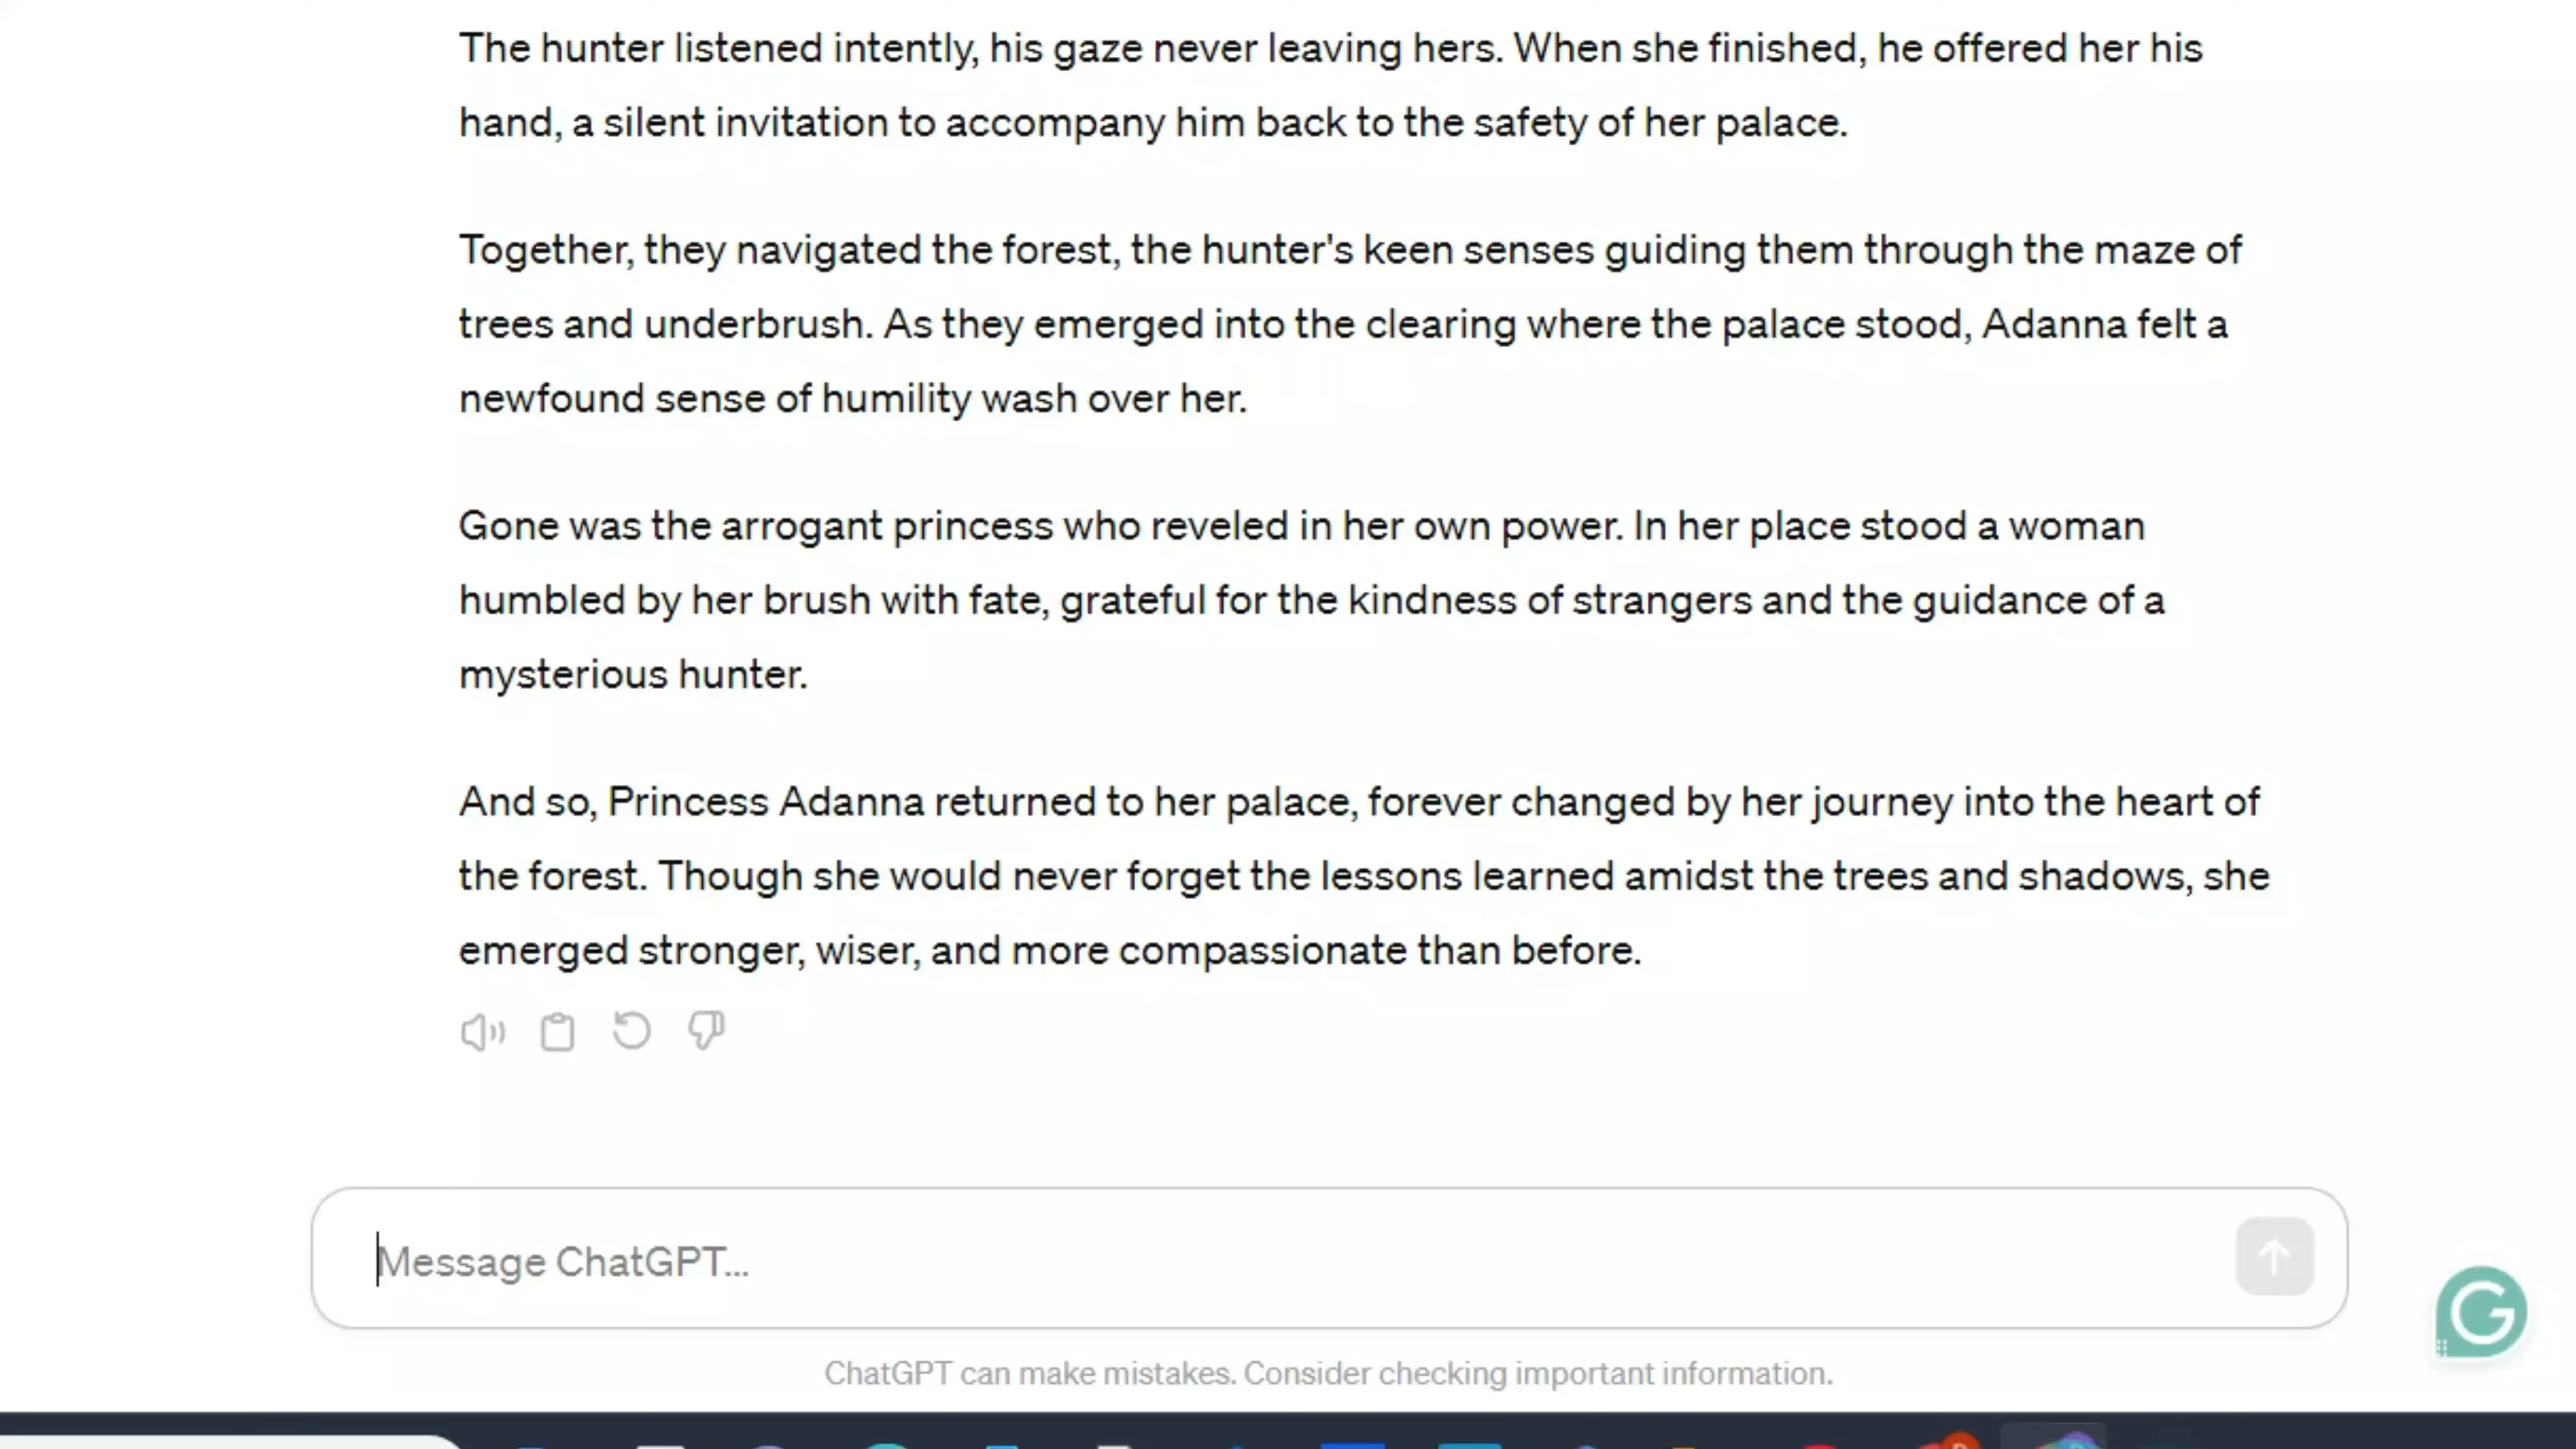 The hunter listened intently, his gaze never leaving hers. When she finished, he offered her his
hand, a silent invitation to accompany him back to the safety of her palace.
Together, they navigated the forest, the hunter's keen senses guiding them through the maze of
trees and underbrush. As they emerged into the clearing where the palace stood, Adanna felt a
newfound sense of humility wash over her.
Gone was the arrogant princess who reveled in her own power. In her place stood a woman
humbled by her brush with fate, grateful for the kindness of strangers and the guidance of a
mysterious hunter.
And so, Princess Adanna returned to her palace, forever changed by her journey into the heart of
the forest. Though she would never forget the lessons learned amidst the trees and shadows, she
emerged stronger, wiser, and more compassionate than before.
Message ChatGPT...
G
ChatGPT can make mistakes. Consider checking important information.